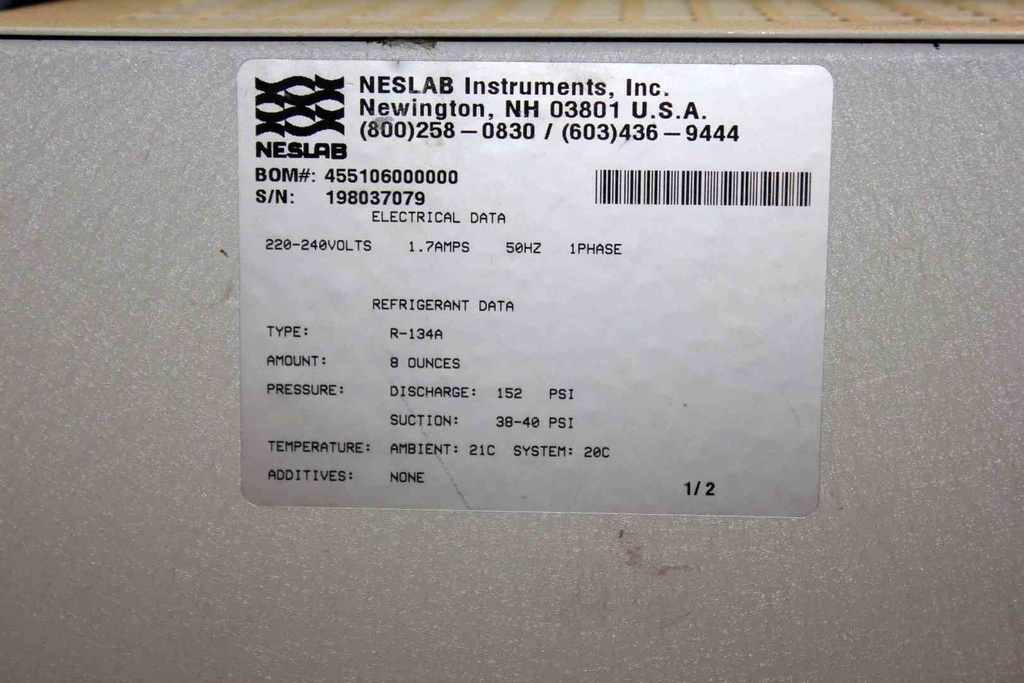 NESLAB Instruments, Inc.
Newington, NH 03801 U.S.A.
(800)258-0830 / (603)436-9444
NESLAB
BOM#: 455106000000
S/N: 198037079
ELECTRICAL DATA
220-240VOLTS 1.7AMPS 50HZ 1PHASE
REFRIGERANT DATA
TYPE: R-134A
AMOUNT: 8 OUNCES
PRESSURE: DISCHARGE: 152 PSI
SUCTION: 38-40 PSI
TEMPERATURE: AMBIENT: 21C SYSTEM: 20C
ADDITIVES: NONE
1/2